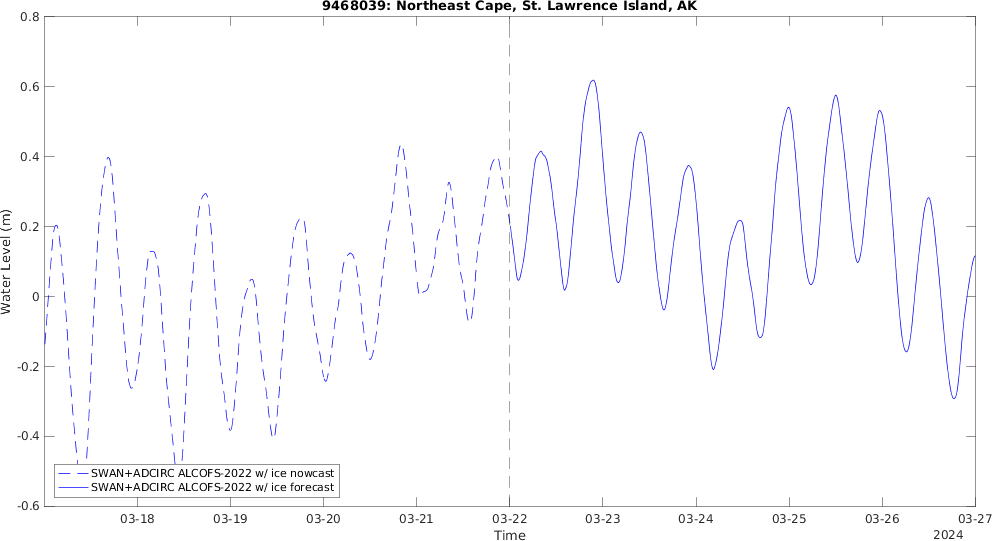 9468039: Northeast Cape, St. Lawrence Island, AK
0.8
0.6
0.4
0.2
0
-0.2
-0.4
-0.6
Water Level (m)
SWAN+ADCIRC ALCOFS-2022 w/ ice nowcast
SWAN+ADCIRC ALCOFS-2022 w/ ice forecast
03-18 03-19 03-20 03-21 03-22 03-23 03-24 03-25 03-26 03-27
Time
2024